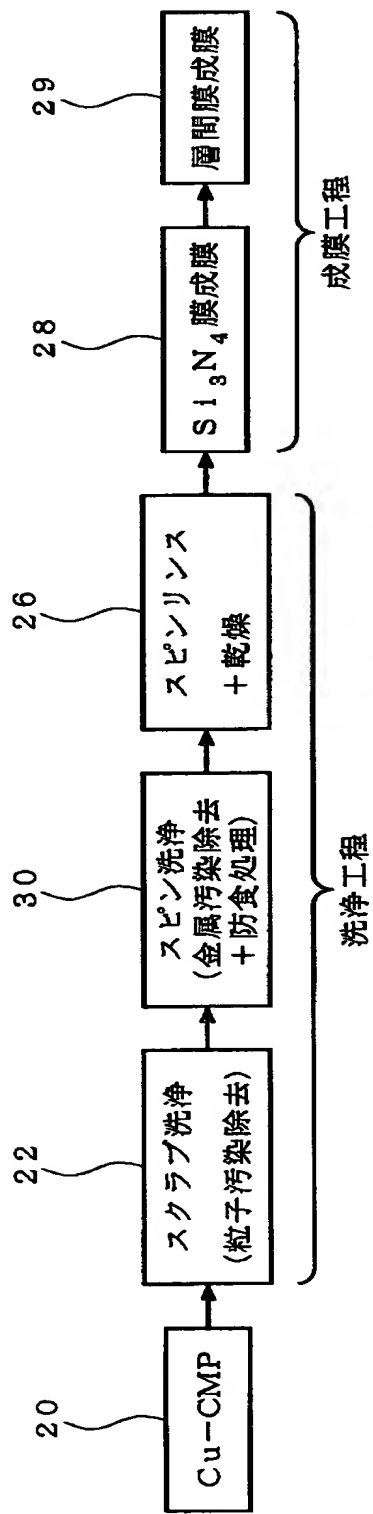 20
Cu−CMP
22
スクラブ洗浄
(粒子汚染除去)
30
スピン洗浄
(金属汚染除去
＋防食処理)
26
スピンリンス
＋乾燥
洗浄工程
28
Si₃N₄膜成膜
29
層間膜成膜
成膜工程